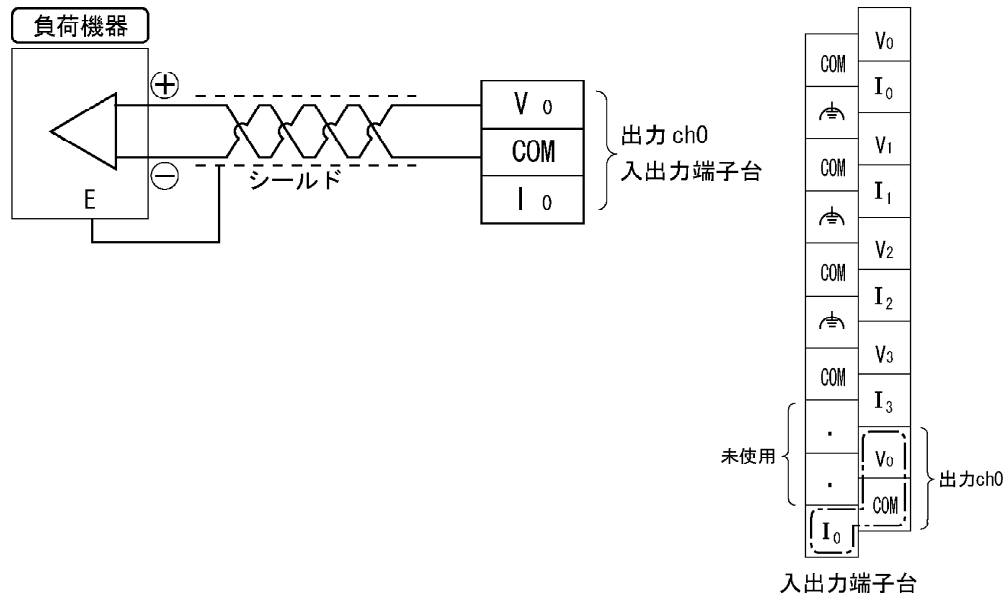 負荷機器
⊕
⊖
E
シールド
V 0
COM
I 0
出力 ch0
入出力端子台
COM
COM
COM
COM
・
・
I0
V0
I0
V1
I1
V2
I2
V3
I3
V0
COM
未使用
出力ch0
入出力端子台